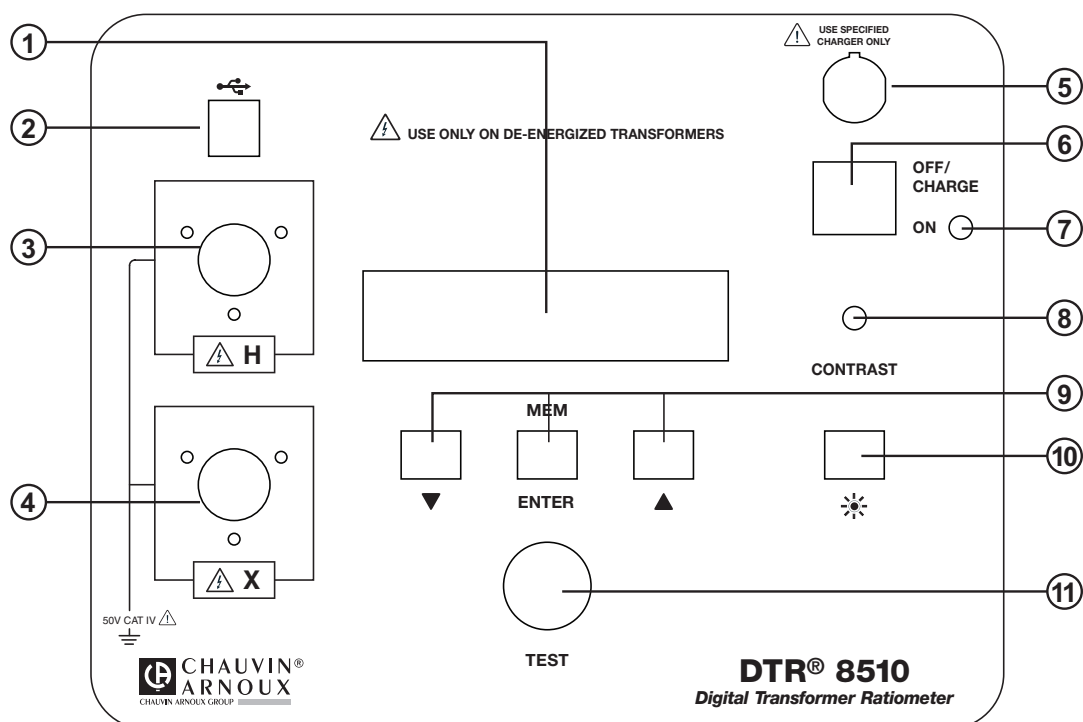 1
USE SPECIFIED
CHARGER ONLY
5
2
USE ONLY ON DE-ENERGIZED TRANSFORMERS
6
OFF/
CHARGE
3
ON
7
8
H
CONTRAST
MEM
9
10
4
▼
ENTER
▲
X
11
50V CAT IV
TEST
CHAUVIN®
ARNOUX
CHAUVIN ARNOUX GROUP
DTR® 8510
Digital Transformer Ratiometer